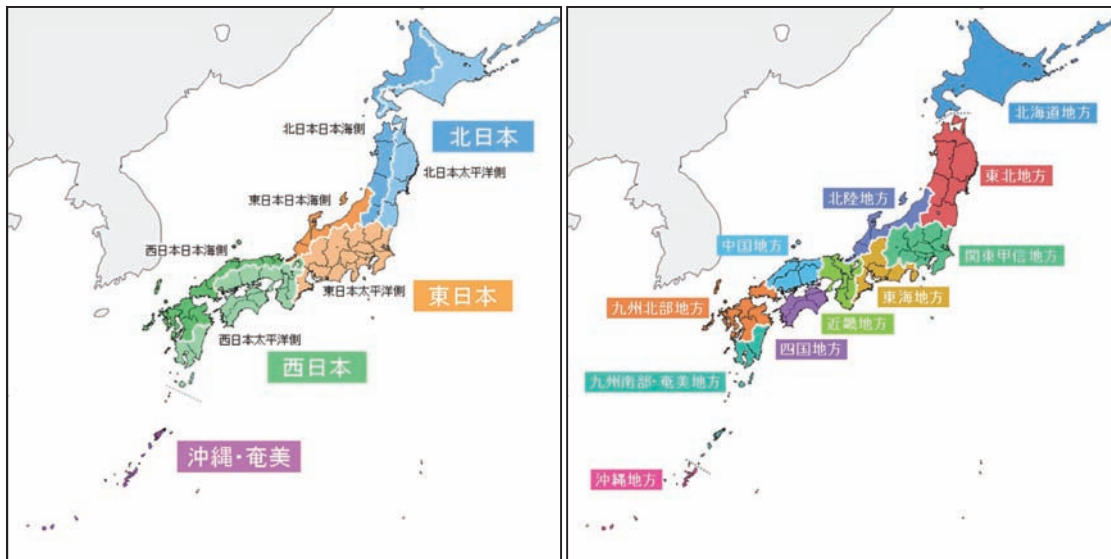 北日本日本海側
北日本
北日本太平洋側
東日本日本海側
西日本日本海側
東日本太平洋側
東日本
西日本太平洋側
西日本
沖縄・奄美
北海道地方
東北地方
北陸地方
中国地方
関東甲信地方
東海地方
九州北部地方
近畿地方
四国地方
九州南部・奄美地方
沖縄地方